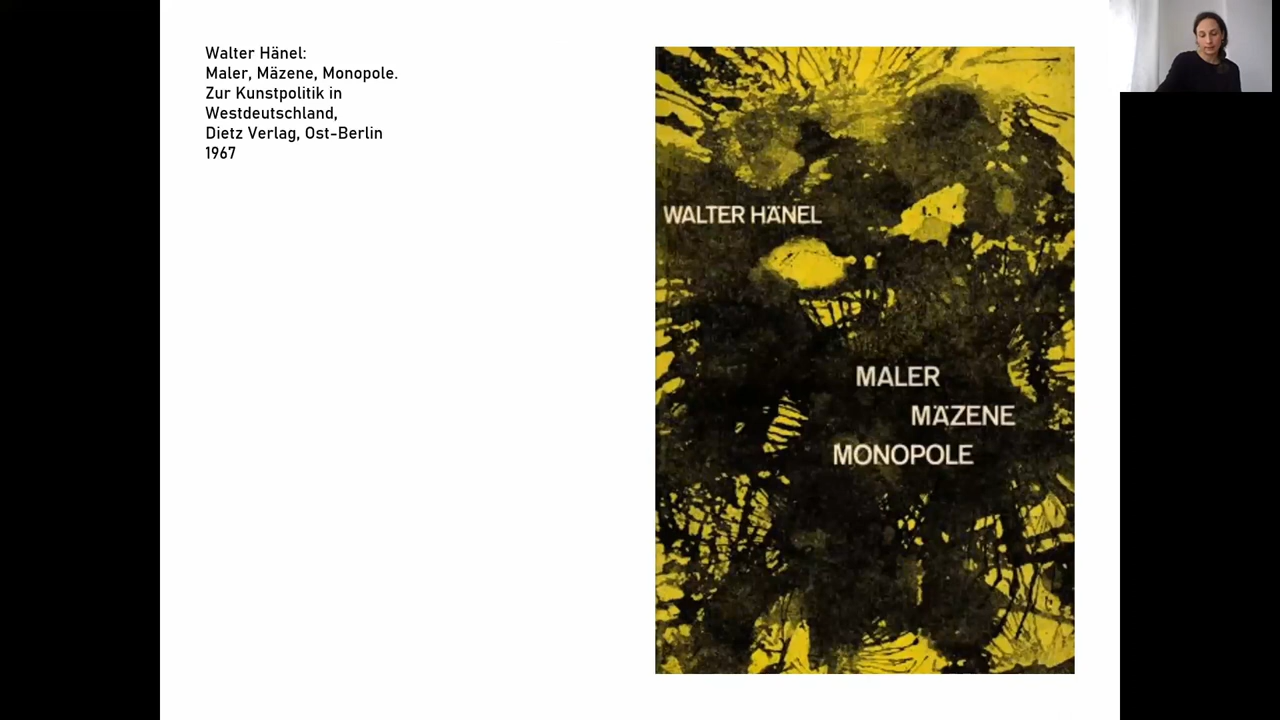 Walter Hänel:
Maler, Mäzene, Monopole.
Zur Kunstpolitik in
Westdeutschland,
Dietz Verlag, Ost-Berlin
1967
WALTER HÄNEL
MALER
MÄZENE
MONOPOLE